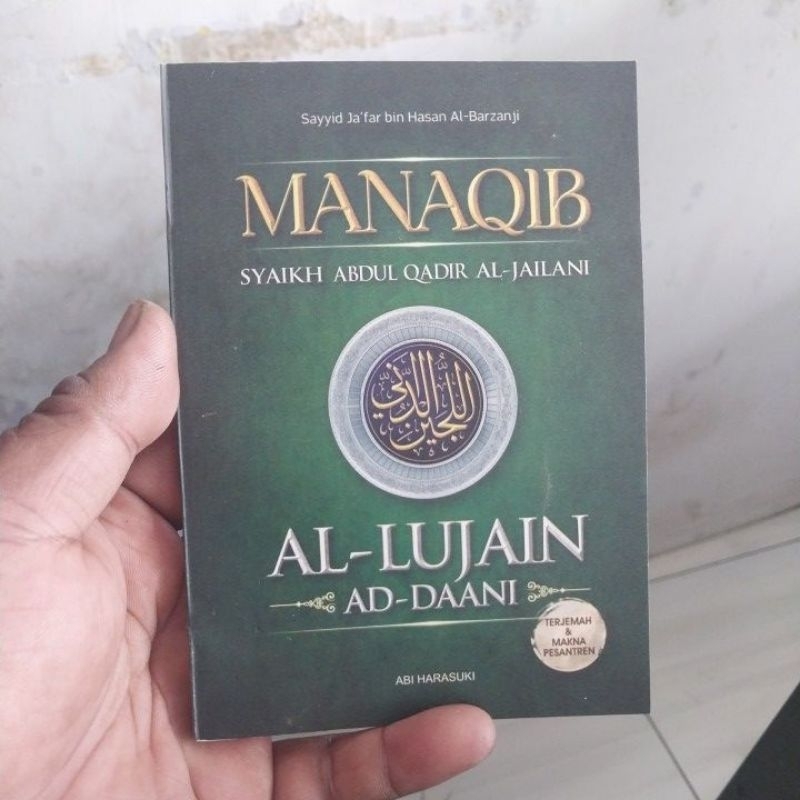 Sayyid Ja'far bin Hasan Al-Barzanji
MANAQIB
SYAIKH ABDUL QADIR AL-JAILANI
اللجين الداني
AL-LUJAIN
AD-DAANI
TERJEMAH
&
MAKNA
PESANTREN
ABI HARASUKI